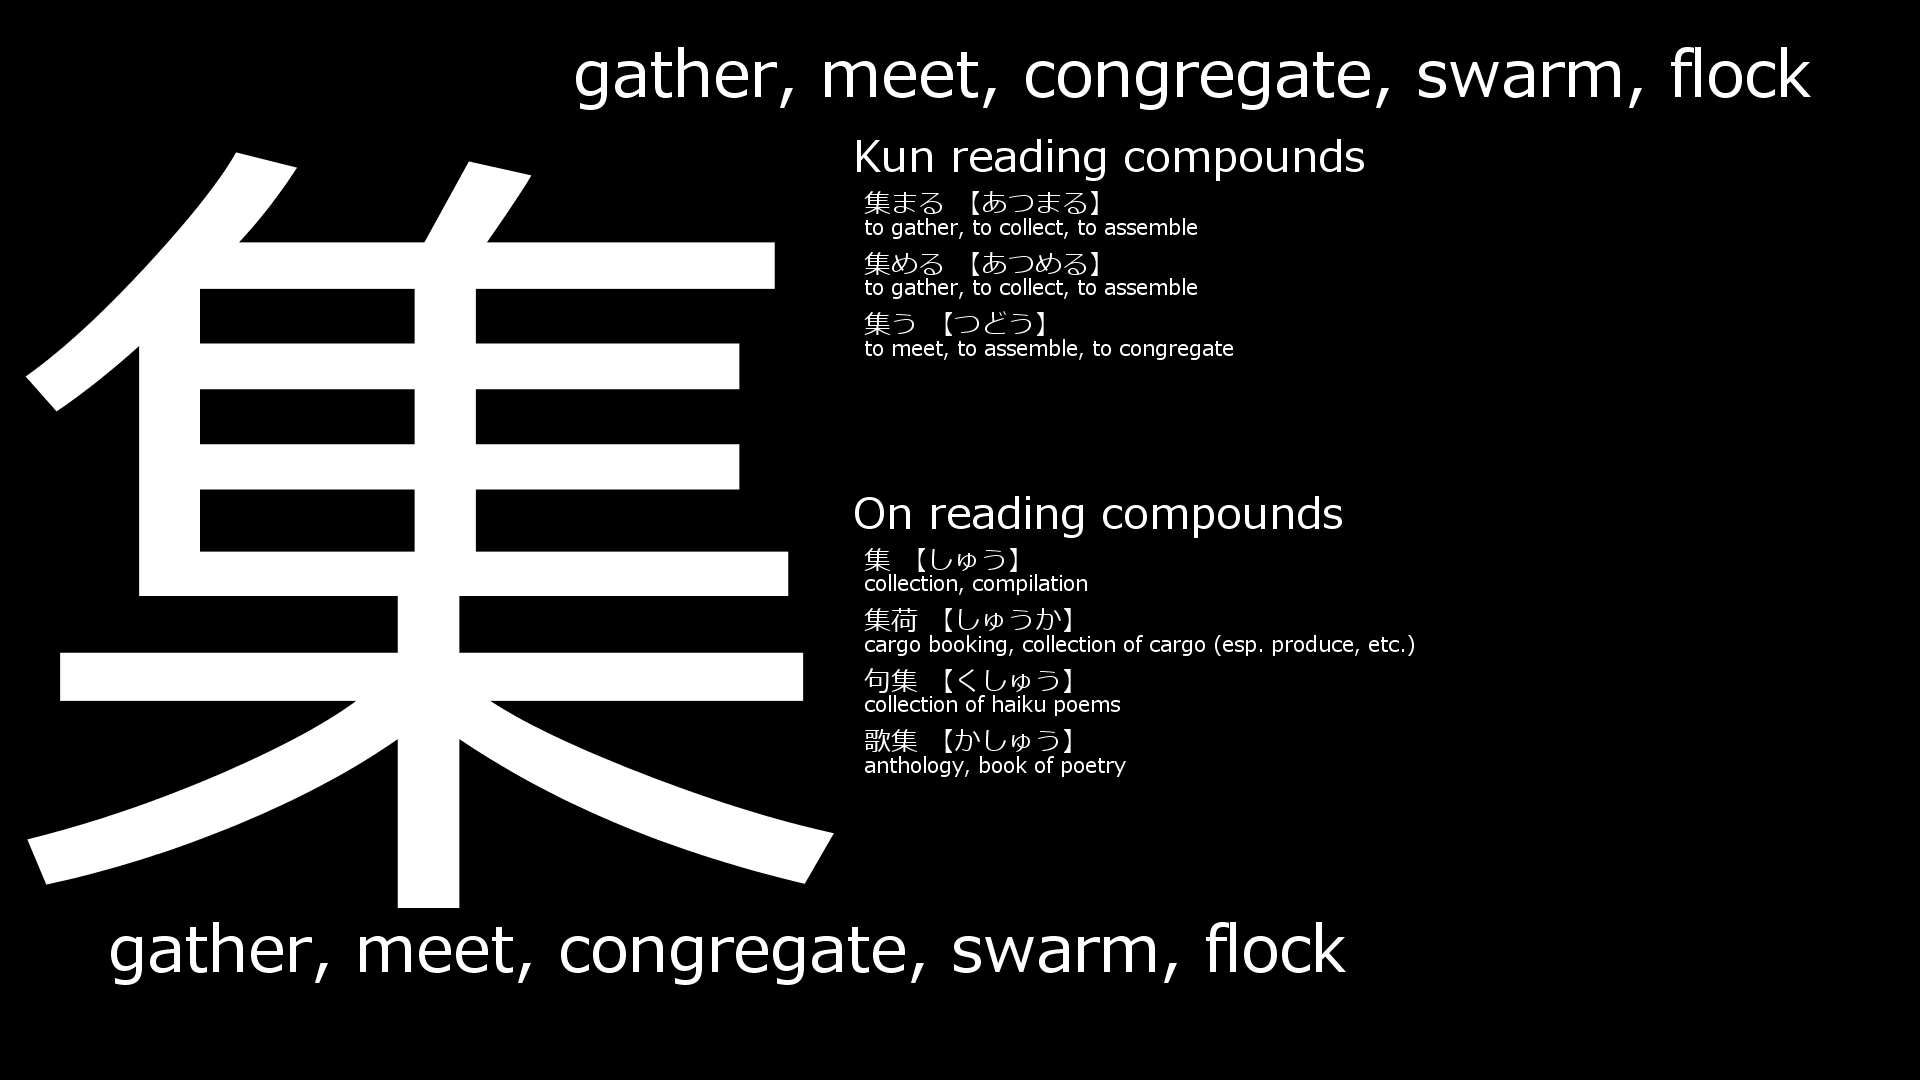 gather, meet, congregate, swarm, flock
集
Kun reading compounds
集まる 【あつまる】
to gather, to collect, to assemble
集める 【あつめる】
to gather, to collect, to assemble
集う 【つどう】
to meet, to assemble, to congregate
On reading compounds
集 【しゅう】
collection, compilation
集荷 【しゅうか】
cargo booking, collection of cargo (esp. produce, etc.)
句集 【くしゅう】
collection of haiku poems
歌集 【かしゅう】
anthology, book of poetry
gather, meet, congregate, swarm, flock